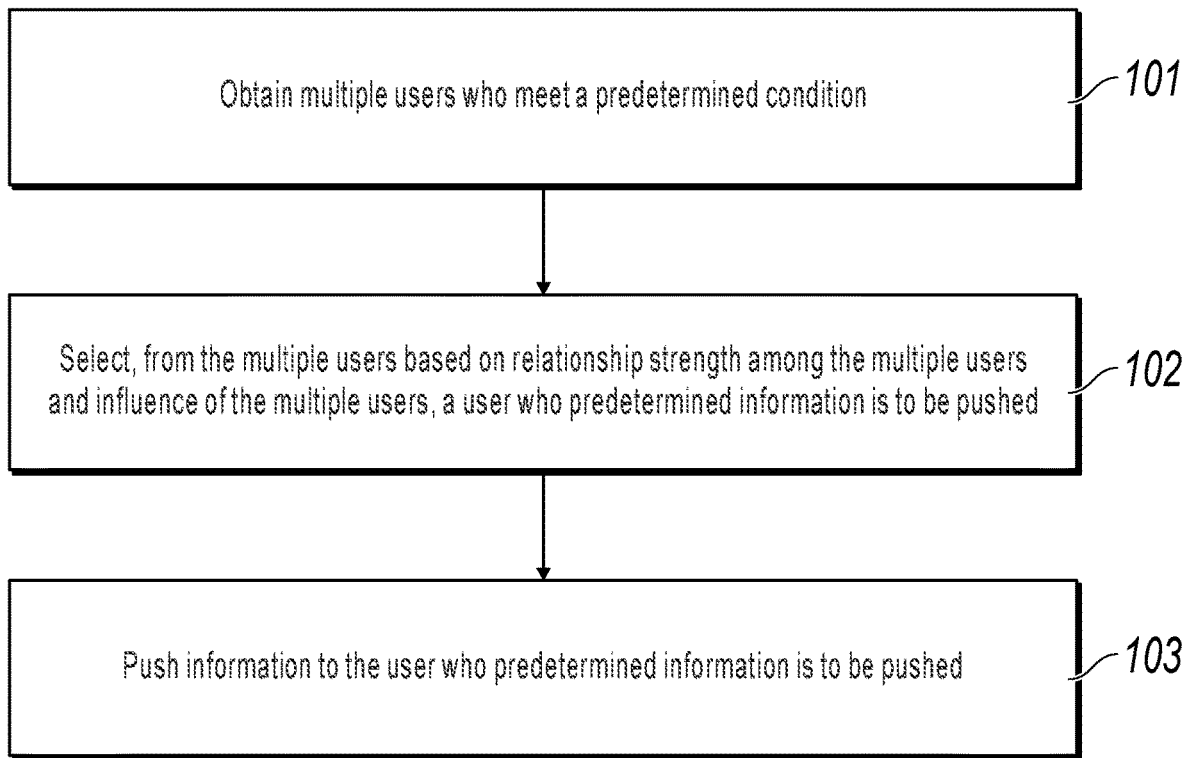 Obtain multiple users who meet a predetermined condition
101
Select, from the multiple users based on relationship strength among the multiple users
and influence of the multiple users, a user who predetermined information is to be pushed
102
Push information to the user who predetermined information is to be pushed
103